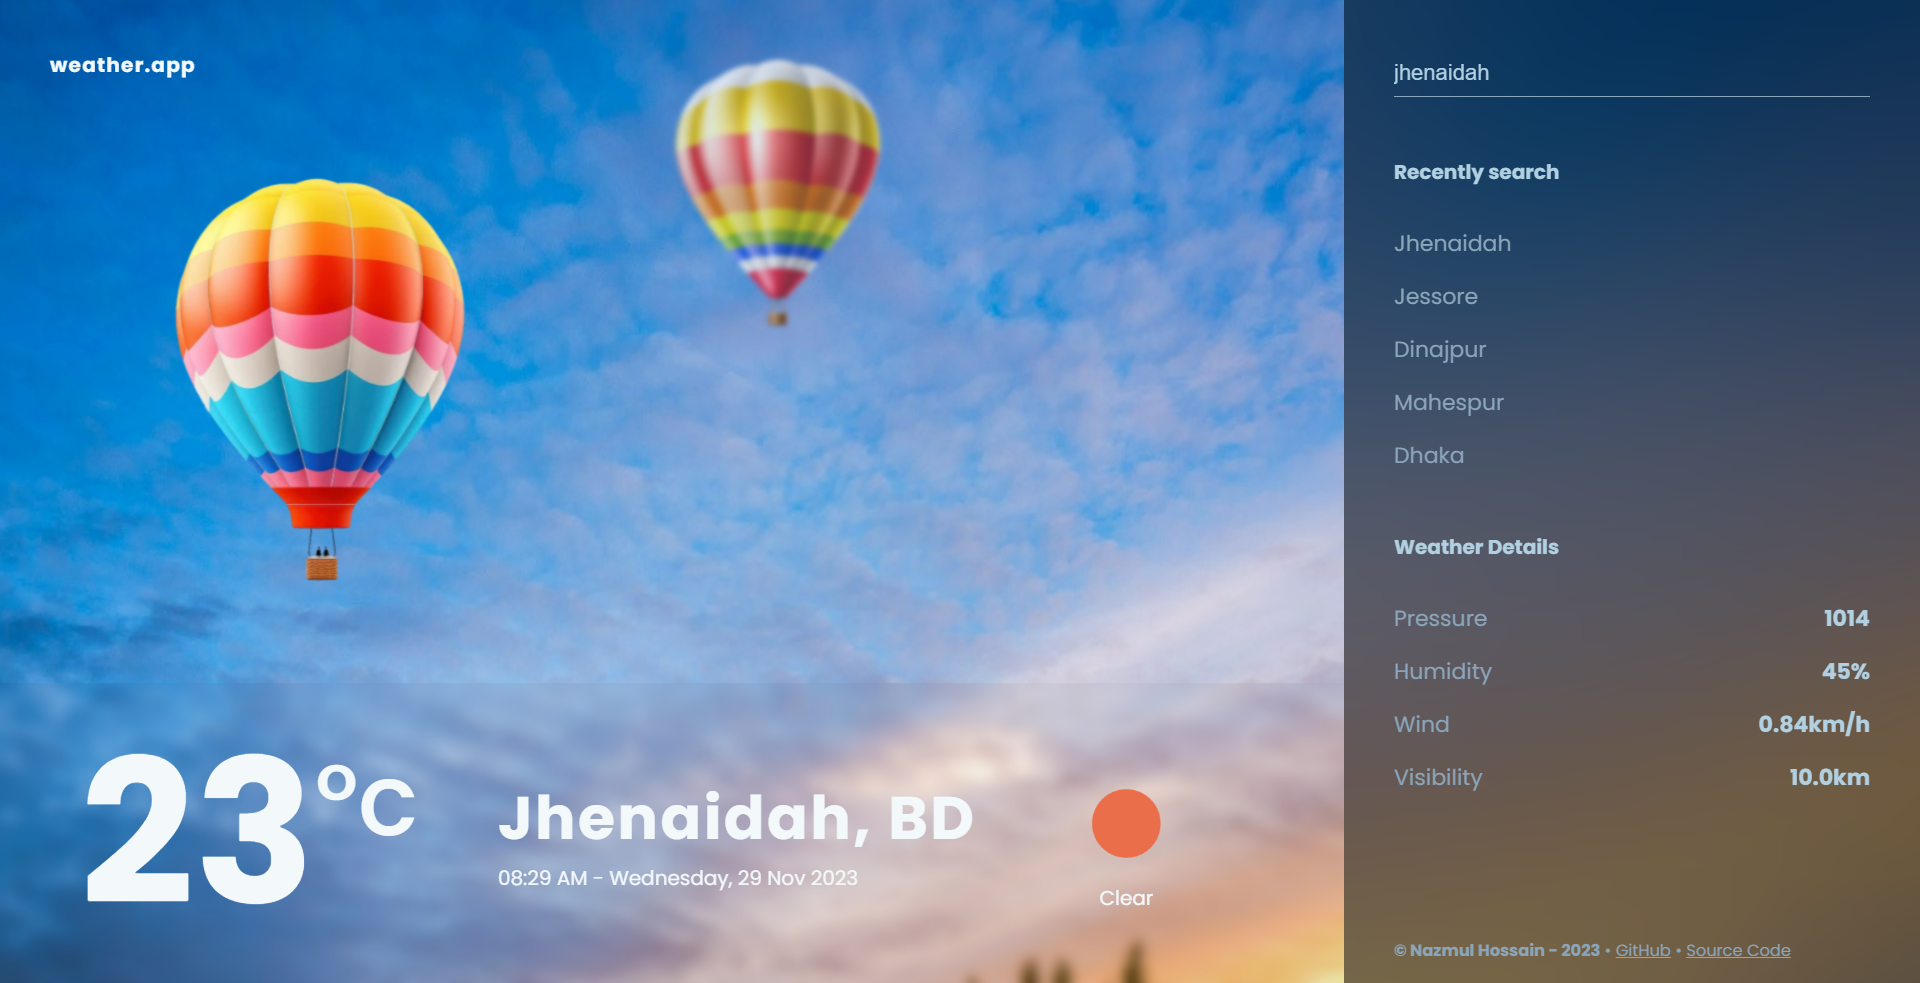 weather.app
23°C
Jhenaidah, BD
08:29 AM - Wednesday, 29 Nov 2023
Clear
jhenaidah
Recently search
Jhenaidah
Jessore
Dinajpur
Mahespur
Dhaka
Weather Details
Pressure 1014
Humidity 45%
Wind 0.84km/h
Visibility 10.0km
© Nazmul Hossain - 2023 • GitHub • Source Code